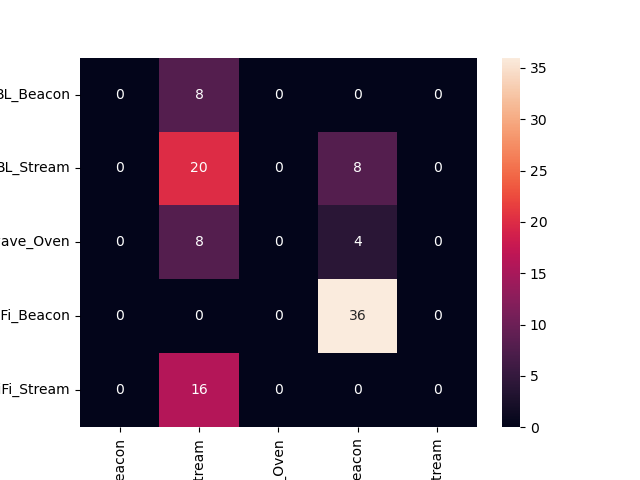 BL_Beacon 0 8 0 0 0
BL_Stream 0 20 0 8 0
ave_Oven 0 8 0 4 0
Fi_Beacon 0 0 0 36 0
Fi_Stream 0 16 0 0 0
eacon tream _Oven eacon tream
35
30
25
20
15
10
5
0